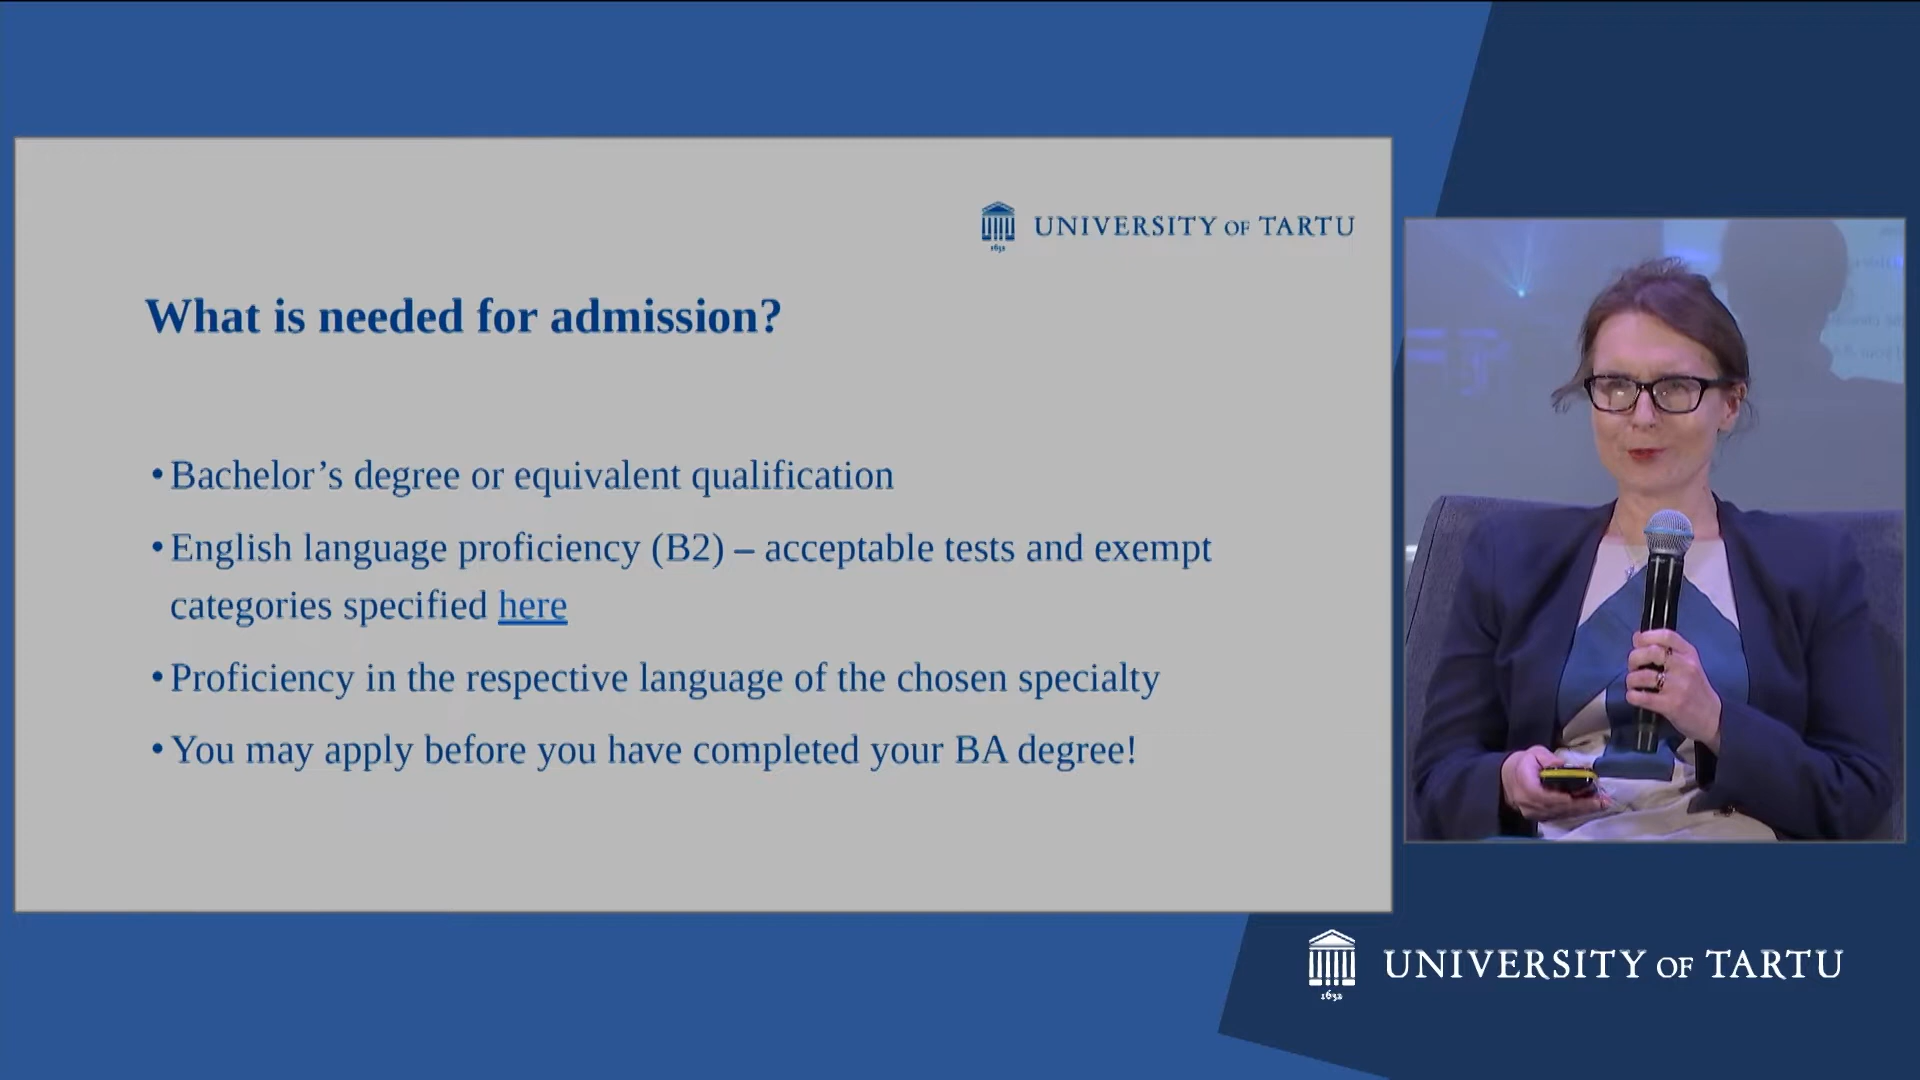 UNIVERSITY OF TARTU
1632
What is needed for admission?
• Bachelor’s degree or equivalent qualification
• English language proficiency (B2) – acceptable tests and exempt
categories specified here
• Proficiency in the respective language of the chosen specialty
• You may apply before you have completed your BA degree!
UNIVERSITY OF TARTU
1632